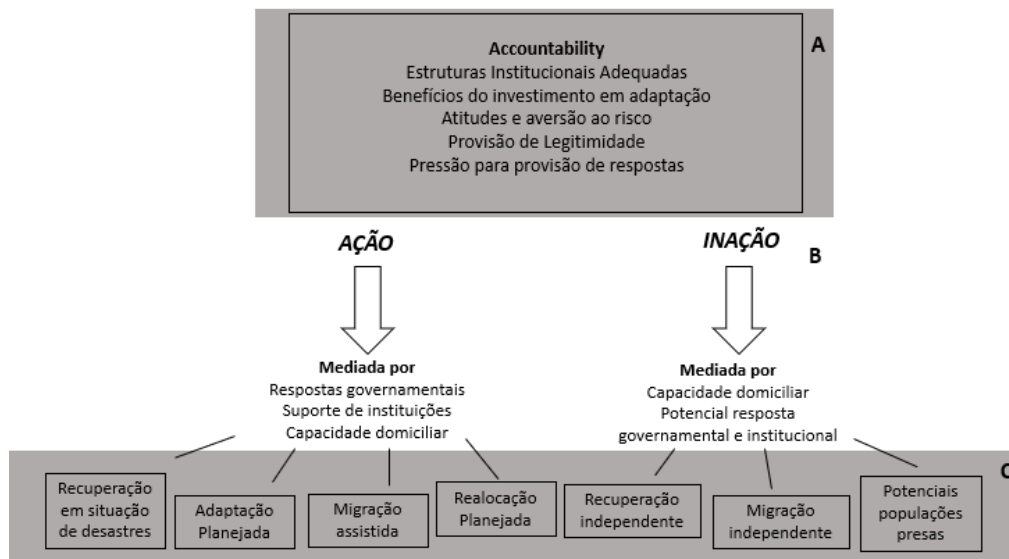 A
Accountability
Estruturas Institucionais Adequadas
Benefícios do investimento em adaptação
Atitudes e aversão ao risco
Provisão de Legitimidade
Pressão para provisão de respostas
AÇÃO
INAÇÃO
B
Mediada por
Respostas governamentais
Suporte de instituições
Capacidade domiciliar
Mediada por
Capacidade domiciliar
Potencial resposta
governamental e institucional
C
Recuperação
em situação
de desastres
Adaptação
Planejada
Migração
assistida
Realocação
Planejada
Recuperação
independente
Migração
independente
Potenciais
populações
presas